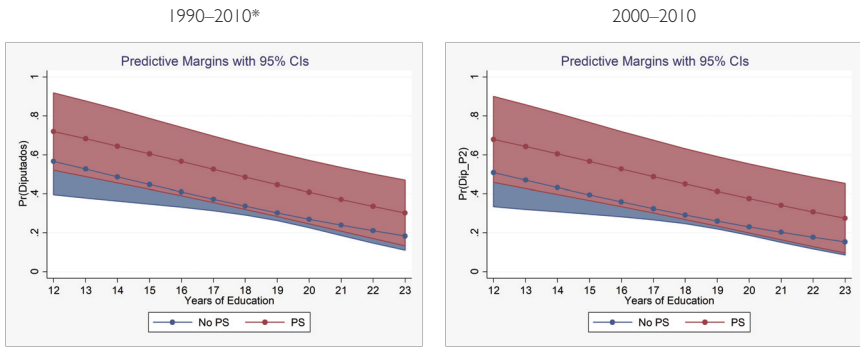 1990–2010*
Predictive Margins with 95% CIs
Pr(Diputados)
1
.8
.6
.4
.2
0
12 13 14 15 16 17 18 19 20 21 22 23
Years of Education
No PS PS
2000–2010
Predictive Margins with 95% CIs
Pr(Dip_P2)
1
.8
.6
.4
.2
0
12 13 14 15 16 17 18 19 20 21 22 23
Years of Education
No PS PS